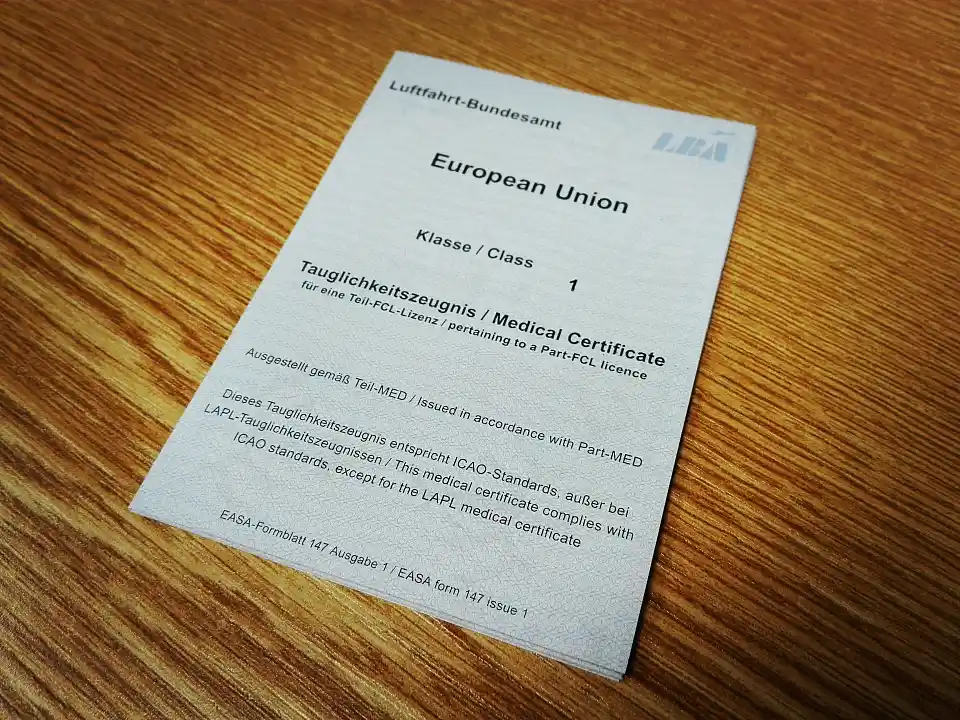 Luftfahrt-Bundesamt
LBA
European Union
Klasse / Class
1
Tauglichkeitszeugnis / Medical Certificate
für eine Teil-FCL-Lizenz / pertaining to a Part-FCL licence
Ausgestellt gemäß Teil-MED / Issued in accordance with Part-MED
Dieses Tauglichkeitszeugnis entspricht ICAO-Standards, außer bei
LAPL-Tauglichkeitszeugnissen / This medical certificate complies with
ICAO standards, except for the LAPL medical certificate
EASA-Formblatt 147 Ausgabe 1 / EASA form 147 issue 1